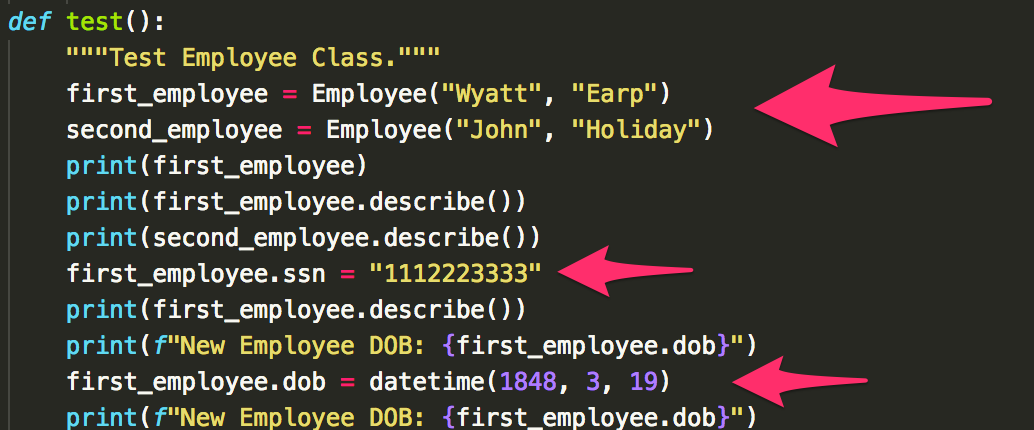 def test():
"""Test Employee Class."""
first_employee = Employee("Wyatt", "Earp")
second_employee = Employee("John", "Holiday")
print(first_employee)
print(first_employee.describe())
print(second_employee.describe())
first_employee.ssn = "1112223333"
print(first_employee.describe())
print(f"New Employee DOB: {first_employee.dob}")
first_employee.dob = datetime(1848, 3, 19)
print(f"New Employee DOB: {first_employee.dob}")